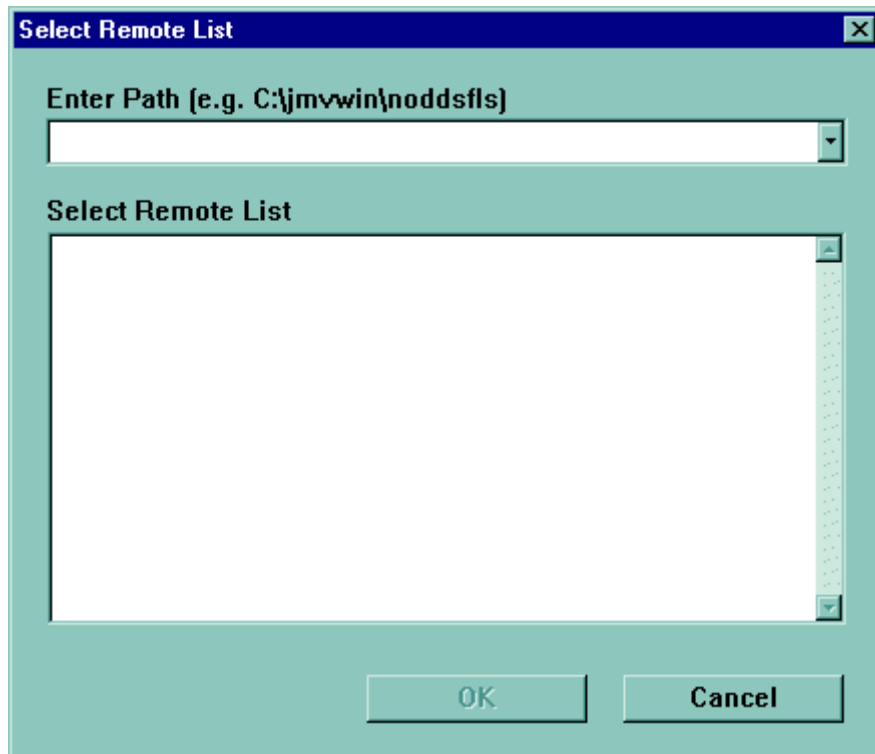 Select Remote List
Enter Path (e.g. C:\jmvwin\noddsfls)
Select Remote List
OK
Cancel